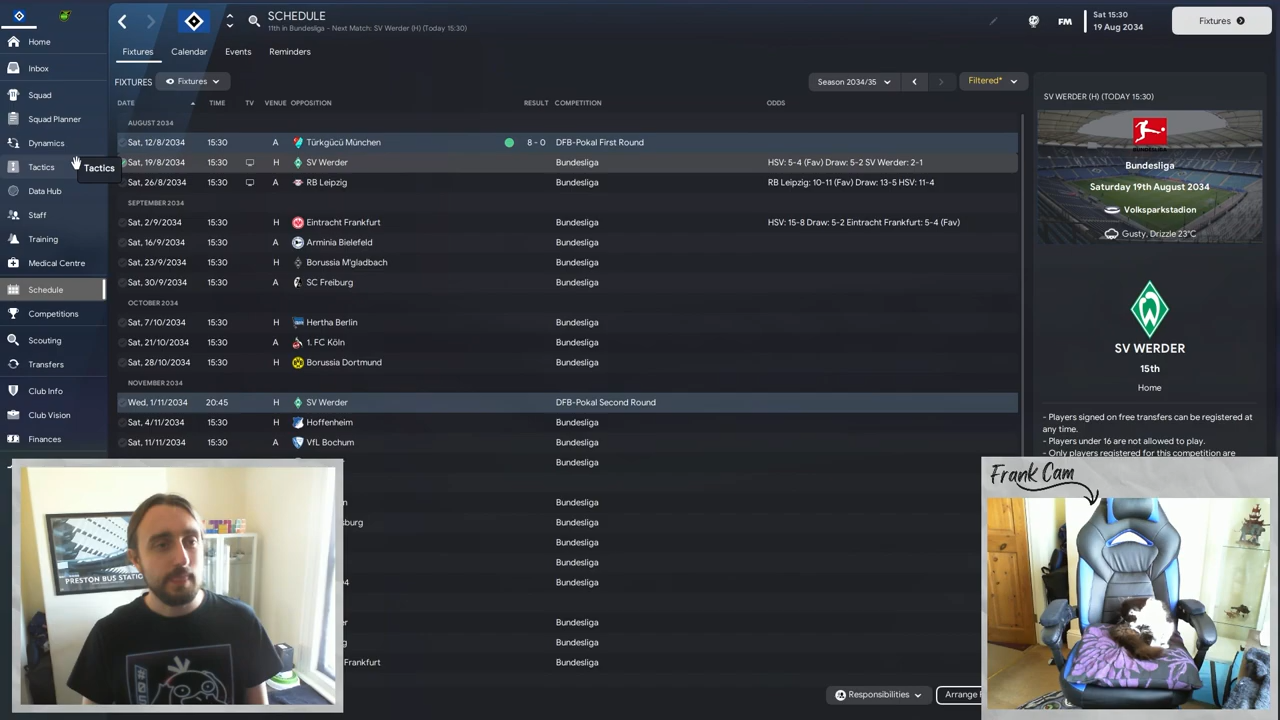 SCHEDULE
11th in Bundesliga - Next Match: SV Werder (H) (Today 15:30)
FM
Sat 15:30
19 Aug 2034
Fixtures
Home
Inbox
Squad
Squad Planner
Dynamics
Tactics
Tactics
Data Hub
Staff
Training
Medical Centre
Schedule
Competitions
Scouting
Transfers
Club Info
Club Vision
Finances
Fixtures Calendar Events Reminders
FIXTURES Fixtures
Season 2034/35 Filtered*
DATE TIME TV VENUE OPPOSITION RESULT COMPETITION ODDS
AUGUST 2034
Sat, 12/8/2034 15:30 A Türkgücü München 8 - 0 DFB-Pokal First Round
Sat, 19/8/2034 15:30 H SV Werder Bundesliga HSV: 5-4 (Fav) Draw: 5-2 SV Werder: 2-1
Sat, 26/8/2034 15:30 A RB Leipzig Bundesliga RB Leipzig: 10-11 (Fav) Draw: 13-5 HSV: 11-4
SEPTEMBER 2034
Sat, 2/9/2034 15:30 H Eintracht Frankfurt Bundesliga HSV: 15-8 Draw: 5-2 Eintracht Frankfurt: 5-4 (Fav)
Sat, 16/9/2034 15:30 A Arminia Bielefeld Bundesliga
Sat, 23/9/2034 15:30 H Borussia M'gladbach Bundesliga
Sat, 30/9/2034 15:30 A SC Freiburg Bundesliga
OCTOBER 2034
Sat, 7/10/2034 15:30 H Hertha Berlin Bundesliga
Sat, 21/10/2034 15:30 A 1. FC Köln Bundesliga
Sat, 28/10/2034 15:30 H Borussia Dortmund Bundesliga
NOVEMBER 2034
Wed, 1/11/2034 20:45 H SV Werder DFB-Pokal Second Round
Sat, 4/11/2034 15:30 H Hoffenheim Bundesliga
Sat, 11/11/2034 15:30 A VfL Bochum Bundesliga
Bundesliga
Bundesliga
Bundesliga
Bundesliga
Bundesliga
Bundesliga
Bundesliga
Bundesliga
Frankfurt Bundesliga
Responsibilities
Arrange
SV WERDER (H) (TODAY 15:30)
Bundesliga
Saturday 19th August 2034
Volksparkstadion
Gusty, Drizzle 23°C
SV WERDER
15th
Home
- Players signed on free transfers can be registered at
any time.
- Players under 16 are not allowed to play.
- Only players registered for this competition are
Frank Cam
PRESTON BUS STATION